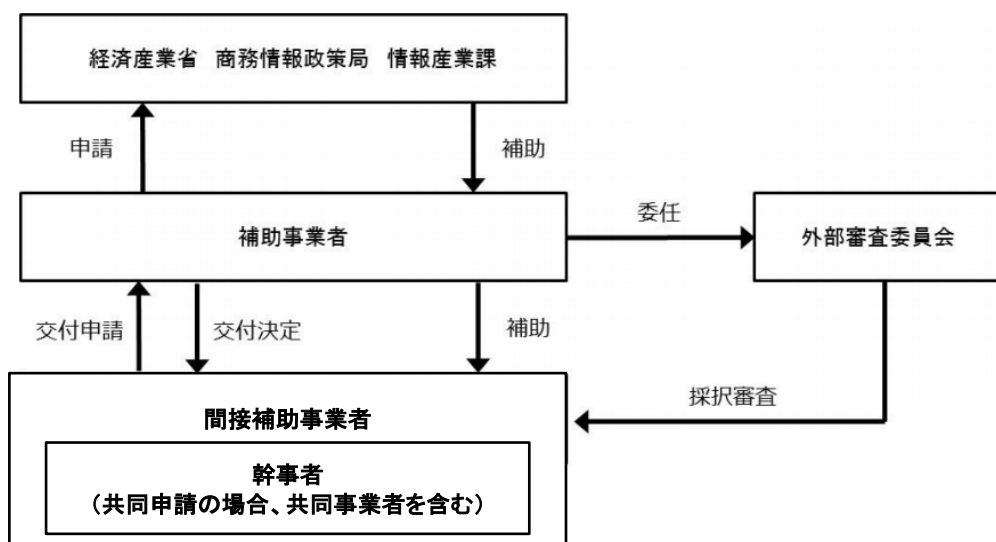 経済産業省 商務情報政策局 情報産業課
申請
補助
補助事業者
委任
外部審査委員会
交付申請
交付決定
補助
採択審査
間接補助事業者
幹事者
(共同申請の場合、共同事業者を含む)